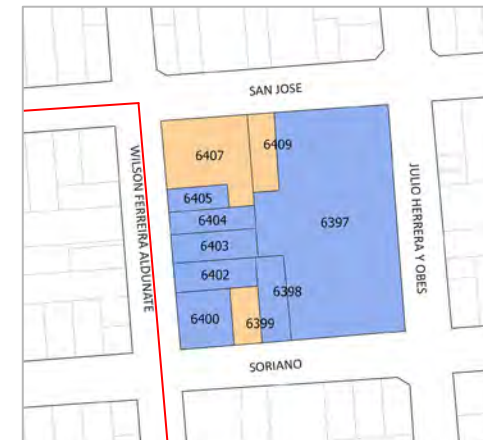 SAN JOSE
WILSON FERREIRA ALDUNATE
6407
6409
6405
6404
6403
6397
JULIO HERRERA Y OBES
6402
6398
6400
6399
SORIANO